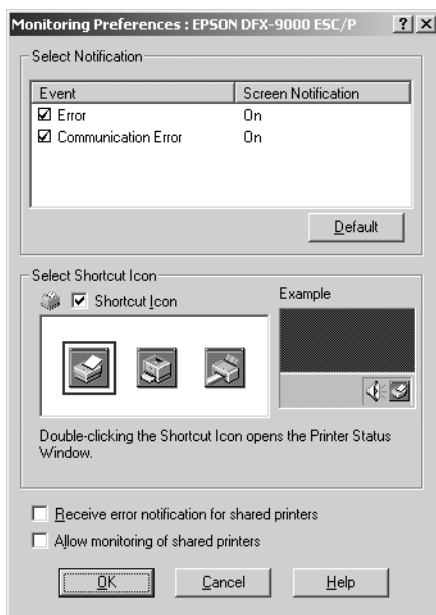 Monitoring Preferences : EPSON DFX-9000 ESC/P
Select Notification
Event Screen Notification
Error On
Communication Error On
Default
Select Shortcut Icon
Shortcut Icon Example
Double-clicking the Shortcut Icon opens the Printer Status
Window.
Receive error notification for shared printers
Allow monitoring of shared printers
OK Cancel Help